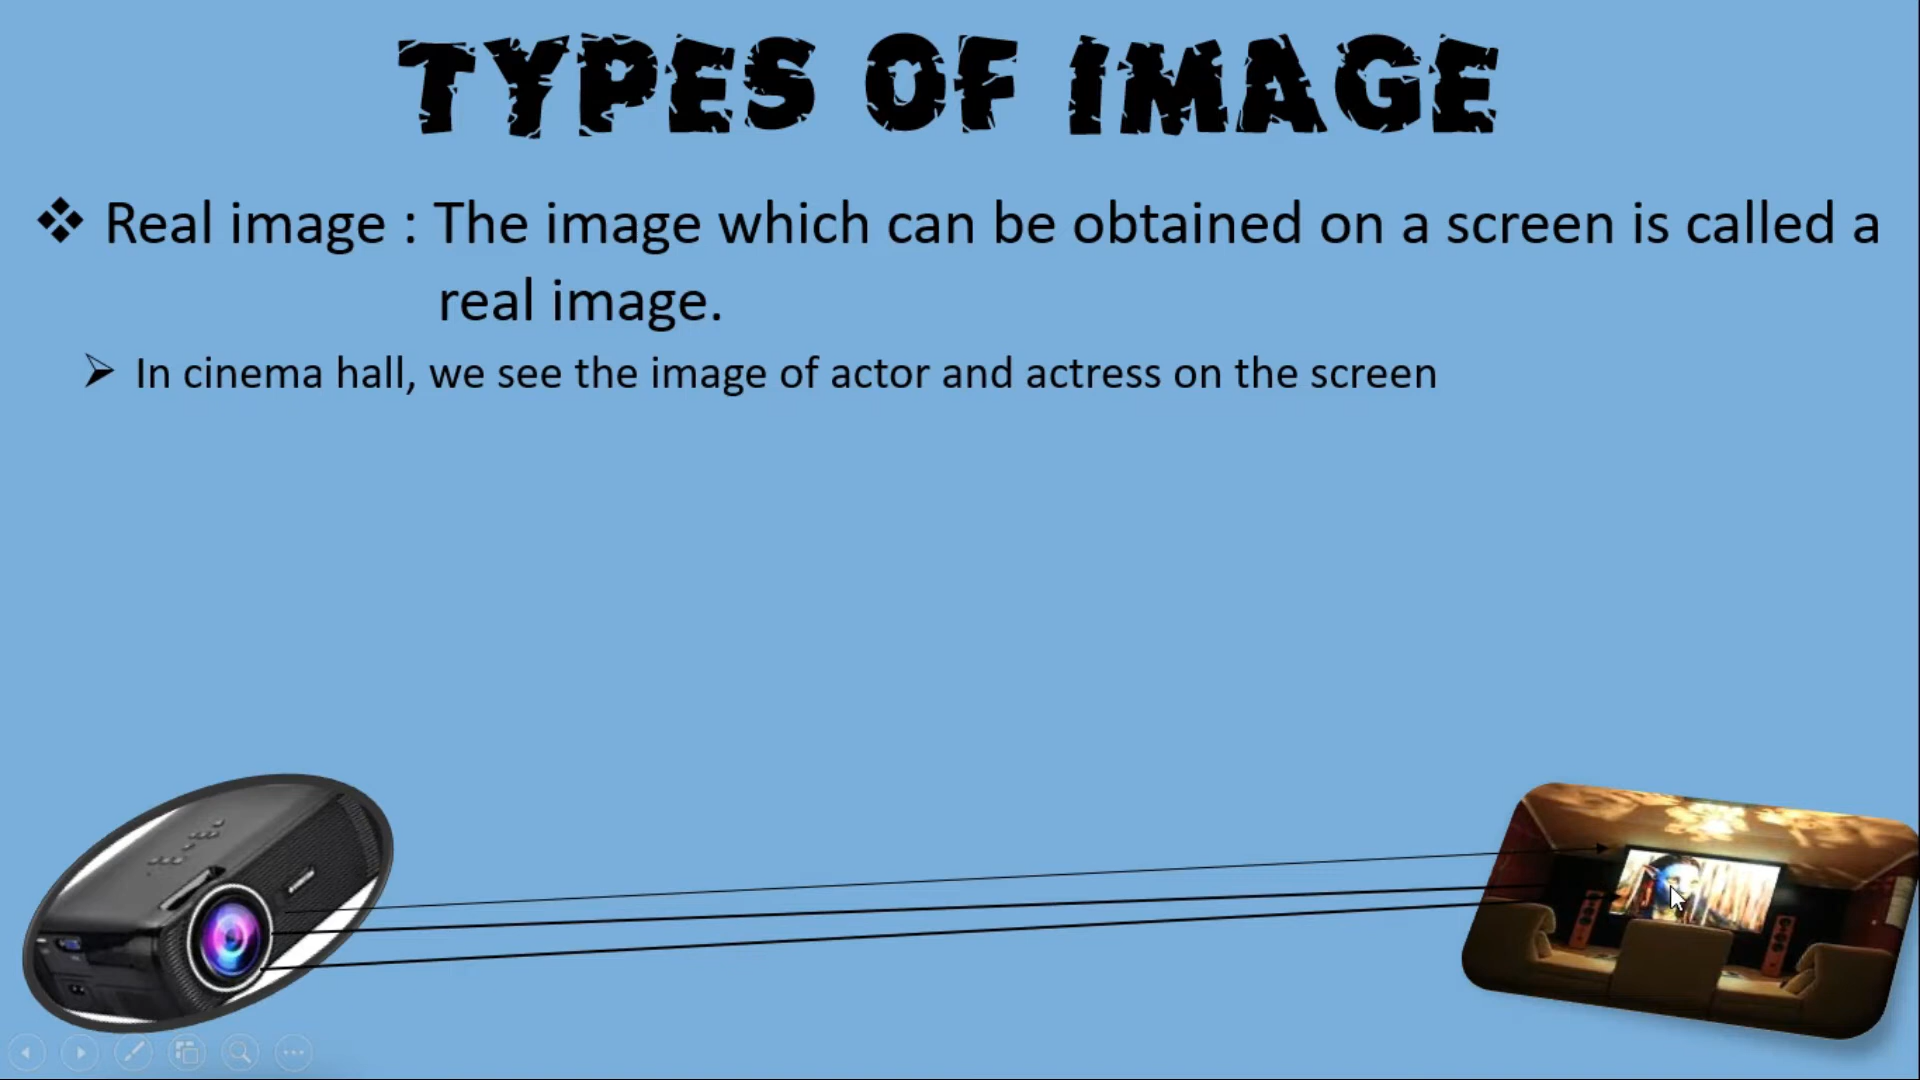 TYPES OF IMAGE
Real image : The image which can be obtained on a screen is called a
real image.
In cinema hall, we see the image of actor and actress on the screen